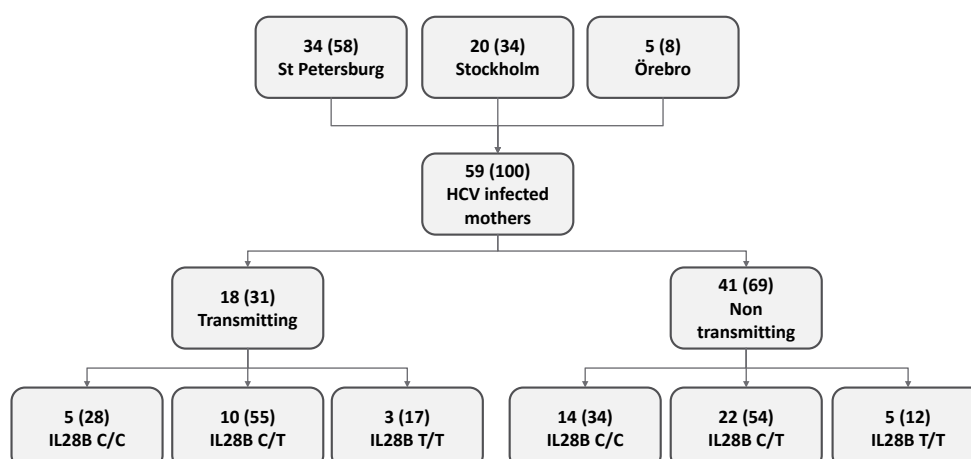 34 (58)
St Petersburg
20 (34)
Stockholm
5 (8)
Örebro
59 (100)
HCV infected
mothers
18 (31)
Transmitting
41 (69)
Non
transmitting
5 (28)
IL28B C/C
10 (55)
IL28B C/T
3 (17)
IL28B T/T
14 (34)
IL28B C/C
22 (54)
IL28B C/T
5 (12)
IL28B T/T